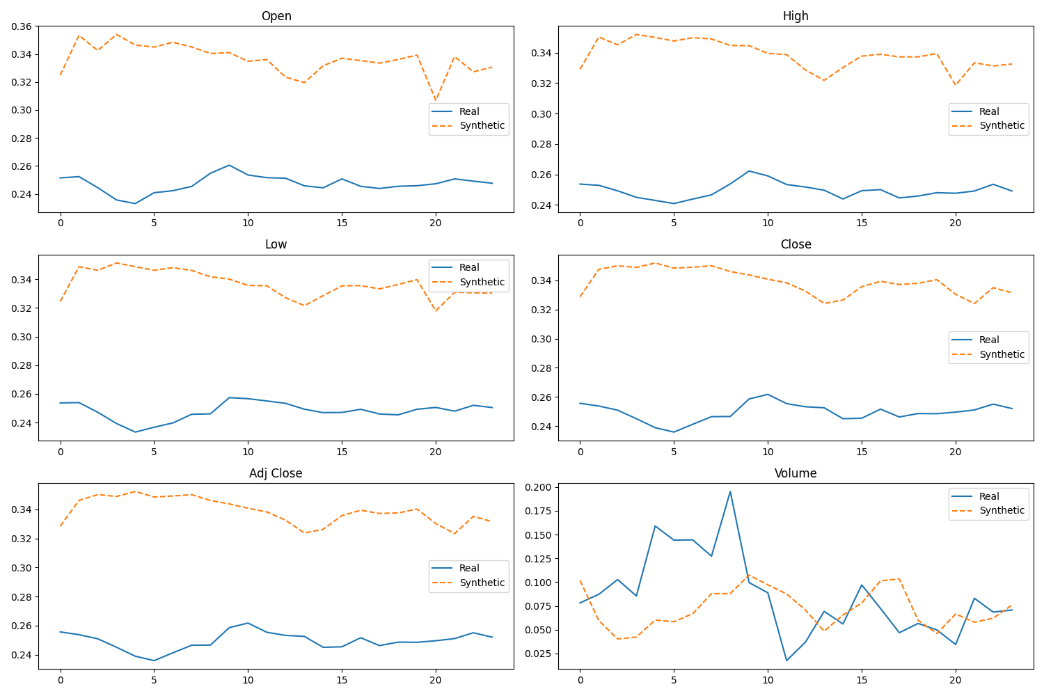 Open
High
0.36
0.34
0.32
0.30
0.28
0.26
0.24
0 5 10 15 20
Real
Synthetic
0.34
0.32
0.30
0.28
0.26
0.24
0 5 10 15 20
Real
Synthetic
Low
Close
0.34
0.32
0.30
0.28
0.26
0.24
0 5 10 15 20
Real
Synthetic
0.34
0.32
0.30
0.28
0.26
0.24
0 5 10 15 20
Real
Synthetic
Adj Close
Volume
0.34
0.32
0.30
0.28
0.26
0.24
0 5 10 15 20
Real
Synthetic
0.200
0.175
0.150
0.125
0.100
0.075
0.050
0.025
0 5 10 15 20
Real
Synthetic